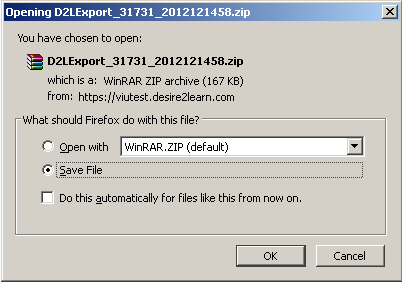 Opening D2LExport_31731_2012121458.zip
You have chosen to open:
D2LExport_31731_2012121458.zip
which is a: WinRAR ZIP archive (167 KB)
from: https://viutest.desire2learn.com
What should Firefox do with this file?
Open with WinRAR.ZIP (default)
Save File
Do this automatically for files like this from now on.
OK Cancel